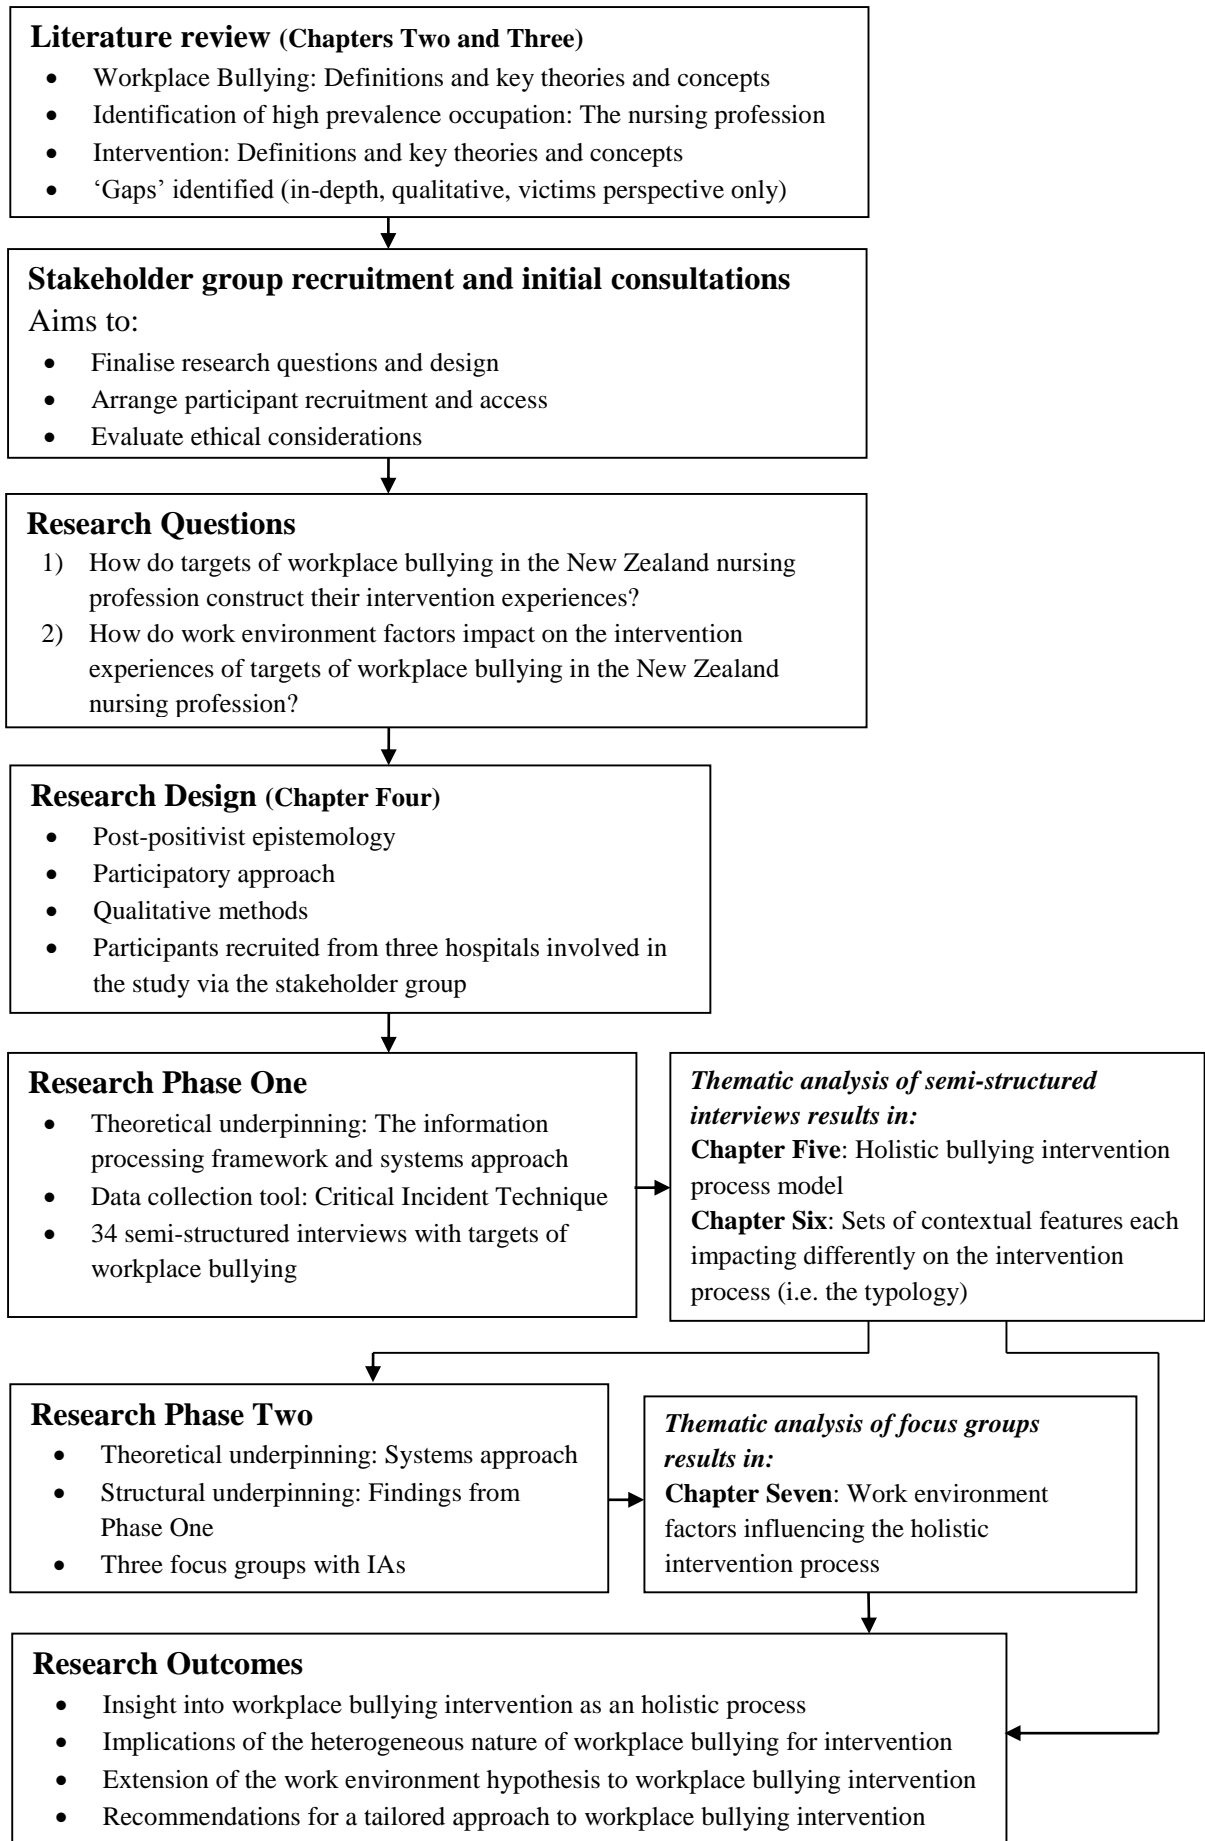 Literature review (Chapters Two and Three)
• Workplace Bullying: Definitions and key theories and concepts
• Identification of high prevalence occupation: The nursing profession
• Intervention: Definitions and key theories and concepts
• ‘Gaps’ identified (in-depth, qualitative, victims perspective only)
Stakeholder group recruitment and initial consultations
Aims to:
• Finalise research questions and design
• Arrange participant recruitment and access
• Evaluate ethical considerations
Research Questions
1) How do targets of workplace bullying in the New Zealand nursing
profession construct their intervention experiences?
2) How do work environment factors impact on the intervention
experiences of targets of workplace bullying in the New Zealand
nursing profession?
Research Design (Chapter Four)
• Post-positivist epistemology
• Participatory approach
• Qualitative methods
• Participants recruited from three hospitals involved in
the study via the stakeholder group
Research Phase One
• Theoretical underpinning: The information
processing framework and systems approach
• Data collection tool: Critical Incident Technique
• 34 semi-structured interviews with targets of
workplace bullying
Thematic analysis of semi-structured
interviews results in:
Chapter Five: Holistic bullying intervention
process model
Chapter Six: Sets of contextual features each
impacting differently on the intervention
process (i.e. the typology)
Research Phase Two
• Theoretical underpinning: Systems approach
• Structural underpinning: Findings from
Phase One
• Three focus groups with IAs
Thematic analysis of focus groups
results in:
Chapter Seven: Work environment
factors influencing the holistic
intervention process
Research Outcomes
• Insight into workplace bullying intervention as an holistic process
• Implications of the heterogeneous nature of workplace bullying for intervention
• Extension of the work environment hypothesis to workplace bullying intervention
• Recommendations for a tailored approach to workplace bullying intervention